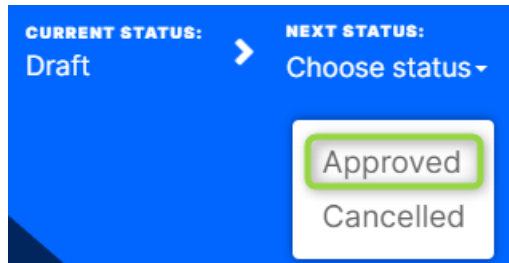 CURRENT STATUS:
Draft
NEXT STATUS:
Choose status
Approved
Cancelled